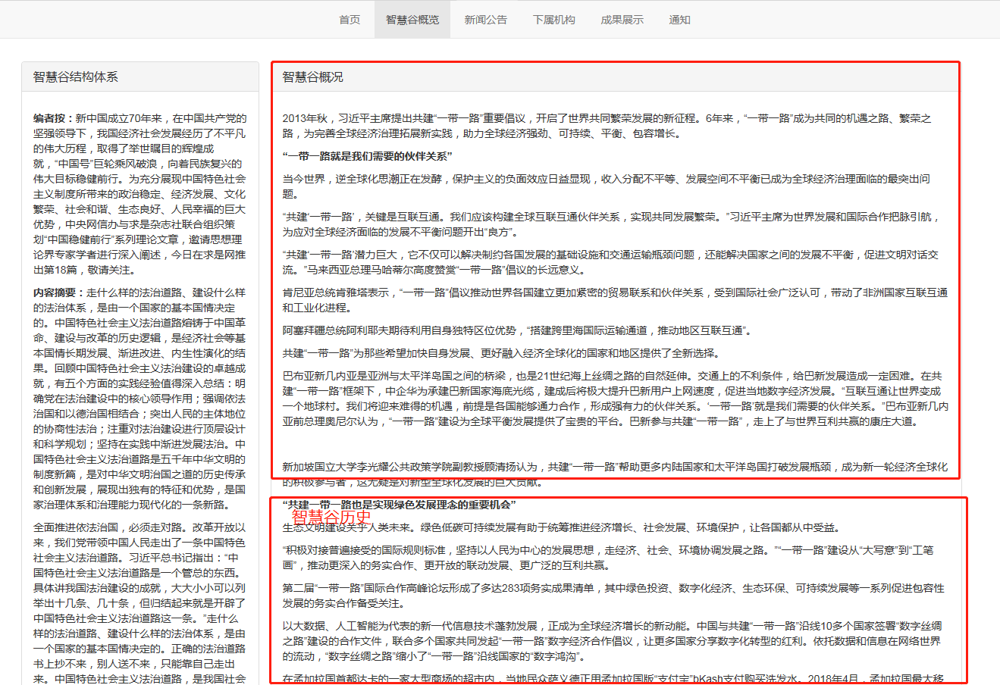 首页 智慧谷概览 新闻公告 下属机构 成果展示 通知
智慧谷结构体系
编者按：新中国成立70年来，在中国共产党的
坚强领导下，我国经济社会发展经历了不平凡
的伟大历程，取得了举世瞩目的辉煌成
就，“中国号”巨轮乘风破浪，向着民族复兴的
伟大目标稳健前行。为充分展现中国特色社会
主义制度所带来的政治稳定、经济发展、文化
繁荣、社会和谐、生态良好、人民幸福的巨大
优势，中央网信办与求是杂志社联合组织策
划“中国稳健前行”系列理论文章，邀请思想理
论界专家学者进行深入阐述，今日在求是网推
出第18篇，敬请关注。
内容摘要：走什么样的法治道路、建设什么样
的法治体系，是由一个国家的基本国情决定
的。中国特色社会主义法治道路熔铸于中国革
命、建设与改革的历史逻辑，是经济社会等基
本国情长期发展、渐进改进、内生性演化的结
果。回顾中国特色社会主义法治建设的卓越成
就，有五个方面的实践经验值得深入总结：明
确党在法治建设中的核心领导作用；强调依法
治国和以德治国相结合；突出人民的主体地位
的协商性法治；注重对法治建设进行顶层设计
和科学规划；坚持在实践中渐进发展法治。中
国特色社会主义法治道路是五千年中华文明的
制度新篇，是对中华文明治国之道的历史传承
和创新发展，展现出独有的特征和优势，是国
家治理体系和治理能力现代化的一条新路。
全面推进依法治国，必须走对路。改革开放以
来，我们党带领中国人民走出了一条中国特色
社会主义法治道路。习近平总书记指出：“中
国特色社会主义法治道路是一个管总的东西。
具体讲我国法治建设的成就，大大小小可以列
举出十几条、几十条，但归结起来就是开辟了
中国特色社会主义法治道路这一条。”走什么
样的法治道路、建设什么样的法治体系，是由
一个国家的基本国情决定的。正确的法治道路
书上抄不来，别人送不来，只能靠自己走出
来。中国特色社会主义法治道路，是我国社会
智慧谷概况
2013年秋，习近平主席提出共建“一带一路”重要倡议，开启了世界共同繁荣发展的新征程。6年来，“一带一路”成为共同的机遇之路、繁荣之
路，为完善全球经济治理拓展新实践，助力全球经济强劲、可持续、平衡、包容增长。
“一带一路就是我们需要的伙伴关系”
当今世界，逆全球化思潮正在发酵，保护主义的负面效应日益显现，收入分配不平等、发展空间不平衡已成为全球经济治理面临的最突出问
题。
“共建‘一带一路’，关键是互联互通。我们应该构建全球互联互通伙伴关系，实现共同发展繁荣。”习近平主席为世界发展和国际合作把脉引航，
为应对全球经济面临的发展不平衡问题开出“良方”。
“共建‘一带一路’潜力巨大，它不仅可以解决制约各国发展的基础设施和交通运输瓶颈问题，还能解决国家之间的发展不平衡，促进文明对话交
流。”马来西亚总理马哈蒂尔高度赞赏“一带一路”倡议的长远意义。
肯尼亚总统肯雅塔表示，“一带一路”倡议推动世界各国建立更加紧密的贸易联系和伙伴关系，受到国际社会广泛认可，带动了非洲国家互联互通
和工业化进程。
阿塞拜疆总统阿利耶夫期待利用自身独特区位优势，“搭建跨里海国际运输通道，推动地区互联互通”。
共建“一带一路”为那些希望加快自身发展、更好融入经济全球化的国家和地区提供了全新选择。
巴布亚新几内亚是亚洲与太平洋岛国之间的桥梁，也是21世纪海上丝绸之路的自然延伸。交通上的不利条件，给巴新发展造成一定困难。在共
建“一带一路”框架下，中企华为承建巴新国家海底光缆，建成后将极大提升巴新用户上网速度，促进当地数字经济发展。“互联互通让世界变成
一个地球村。我们将迎来难得的机遇，前提是各国能够通力合作，形成强有力的伙伴关系。‘一带一路’就是我们需要的伙伴关系。”巴布亚新几内
亚前总理奥尼尔认为，“一带一路”建设为全球平衡发展提供了宝贵的平台。巴新参与共建“一带一路”，走上了与世界互利共赢的康庄大道。
新加坡国立大学李光耀公共政策学院副教授顾清扬认为，共建“一带一路”帮助更多内陆国家和太平洋岛国打破发展瓶颈，成为新一轮经济全球化
的积极参与者，这无疑是对新型全球化发展的巨大贡献。
“共建一带一路也是实现绿色发展理念的重要机会”
智慧谷历史
生态文明建设关乎人类未来。绿色低碳可持续发展有助于统筹推进经济增长、社会发展、环境保护，让各国都从中受益。
“积极对接普遍接受的国际规则标准，坚持以人民为中心的发展思想，走经济、社会、环境协调发展之路。”“一带一路”建设从“大写意”到“工笔
画”，推动更深入的务实合作、更开放的联动发展、更广泛的互利共赢。
第二届“一带一路”国际合作高峰论坛形成了多达283项务实成果清单，其中绿色投资、数字化经济、生态环保、可持续发展等一系列促进包容性
发展的务实合作备受关注。
以大数据、人工智能为代表的新一代信息技术蓬勃发展，正成为全球经济增长的新动能。中国与共建“一带一路”沿线10多个国家签署“数字丝绸
之路”建设的合作文件，联合多个国家共同发起“一带一路”数字经济合作倡议，让更多国家分享数字化转型的红利。依托数据和信息在网络世界
的流动，“数字丝绸之路”缩小了“一带一路”沿线国家的“数字鸿沟”。
在孟加拉国首都达卡的一家大型商场的超市内，当地民众萨义德正用孟加拉国版“支付宝”bKash支付购买洗发水。2018年4月，孟加拉国最大移